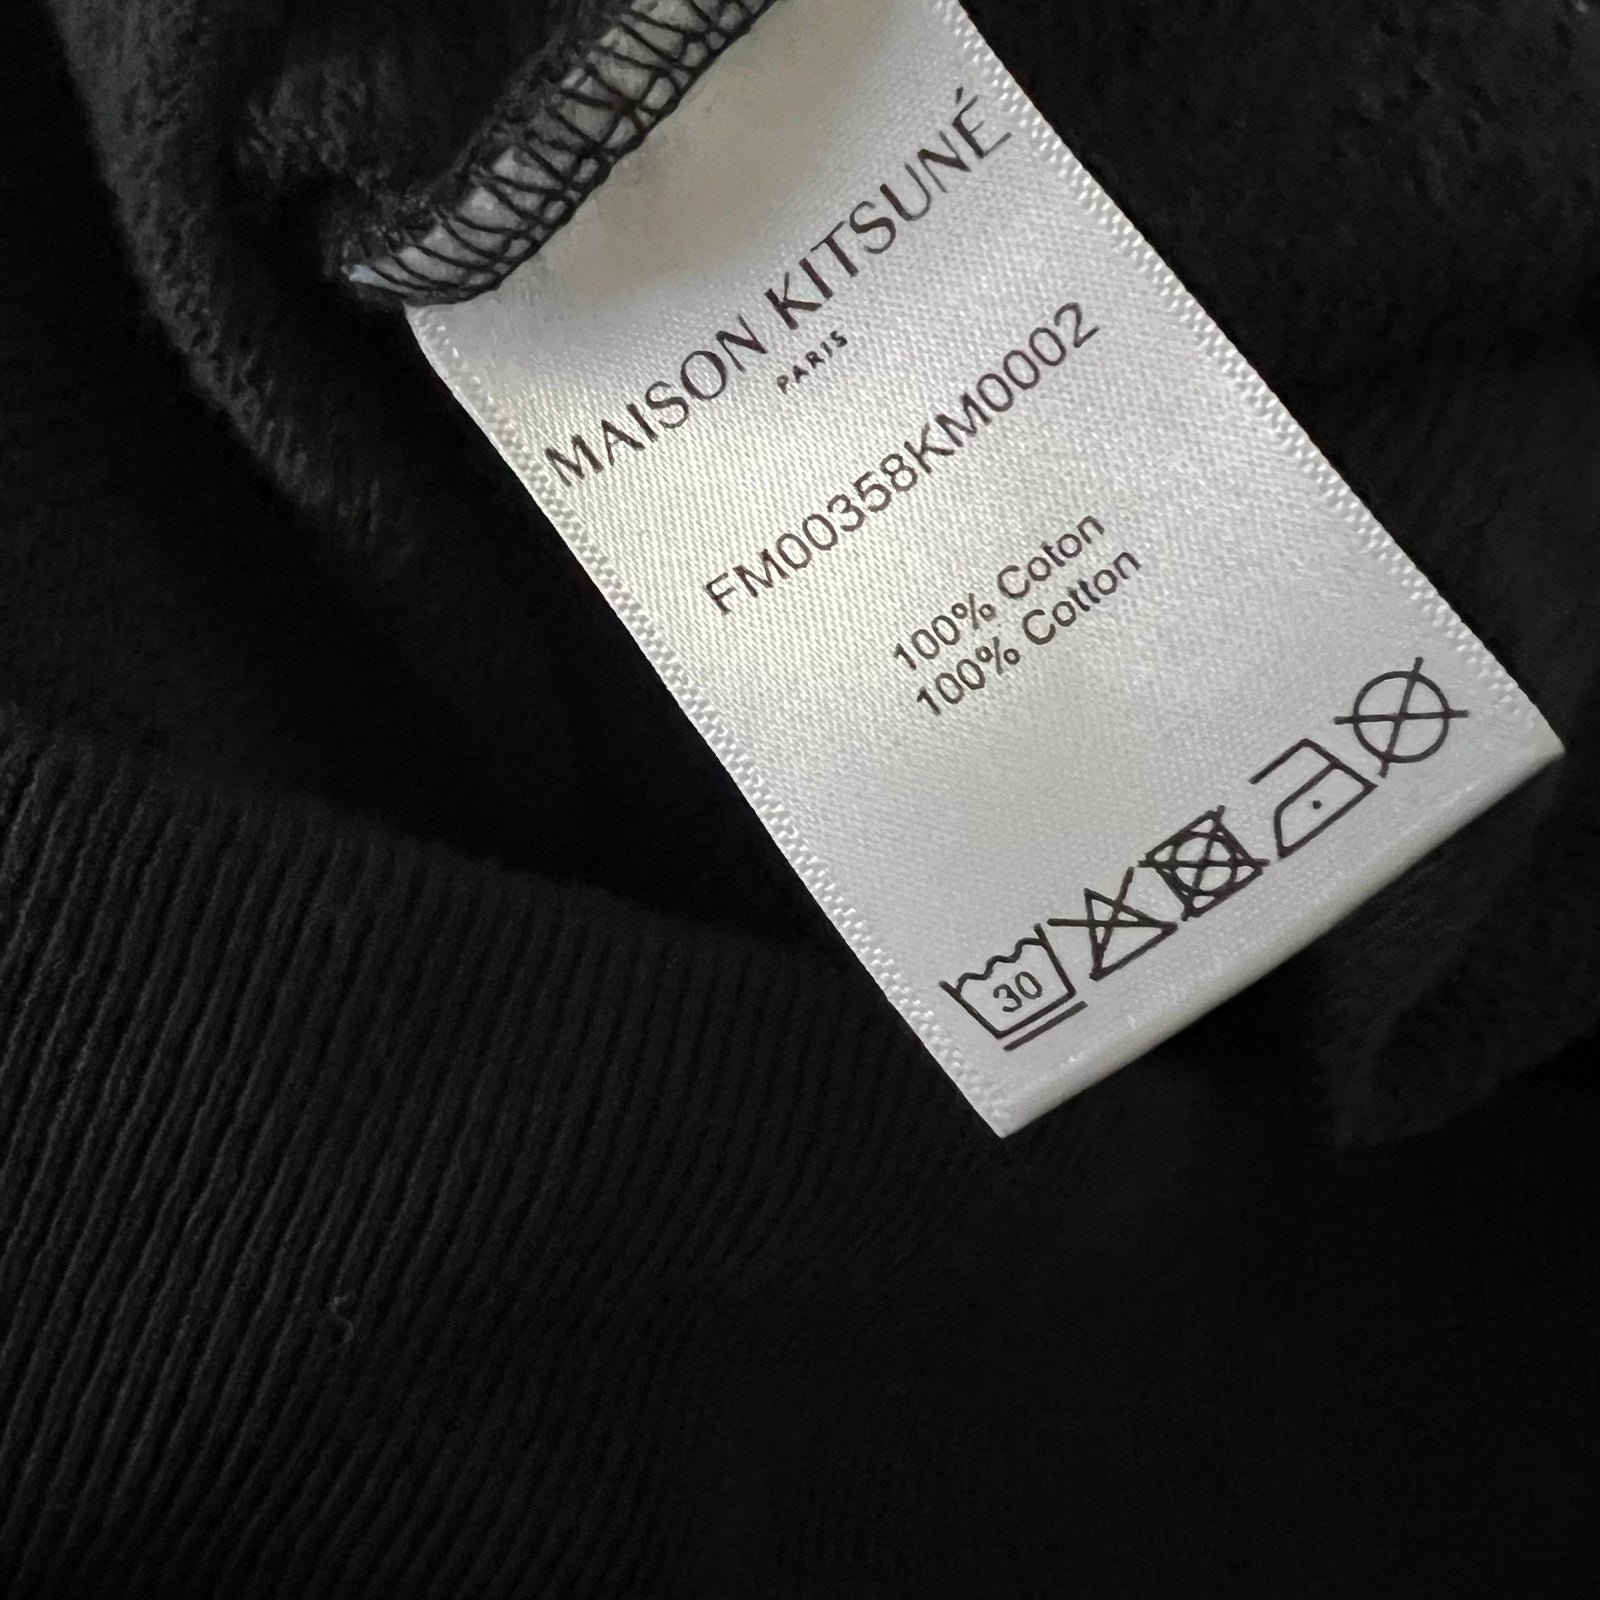 MAISON KITSUNÉ
PARIS
FM00358KM0002
100% Coton
100% Cotton
30